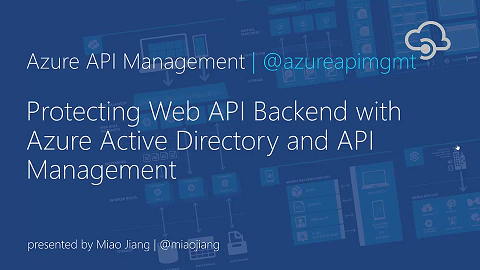 Azure API Management | @azureapimgmt
Protecting Web API Backend with
Azure Active Directory and API
Management
presented by Miao Jiang | @miaojiang